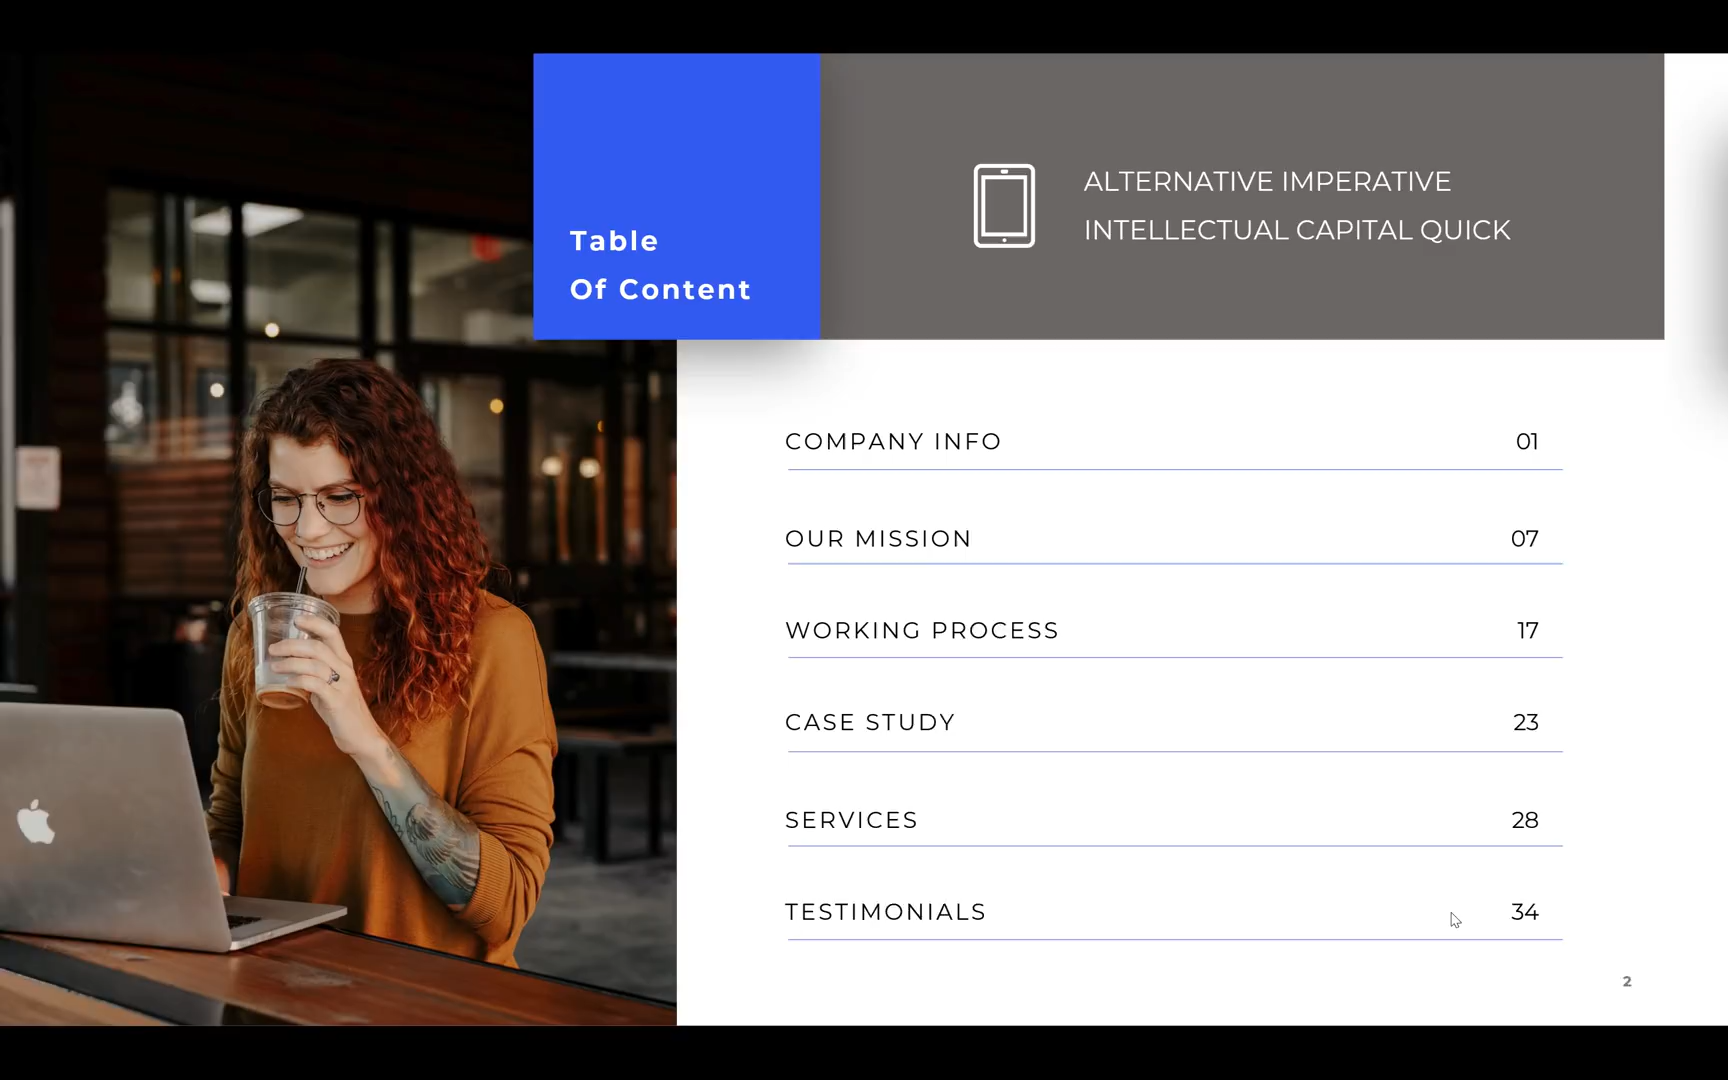 Table
Of Content
ALTERNATIVE IMPERATIVE
INTELLECTUAL CAPITAL QUICK
COMPANY INFO 01
OUR MISSION 07
WORKING PROCESS 17
CASE STUDY 23
SERVICES 28
TESTIMONIALS 34
2